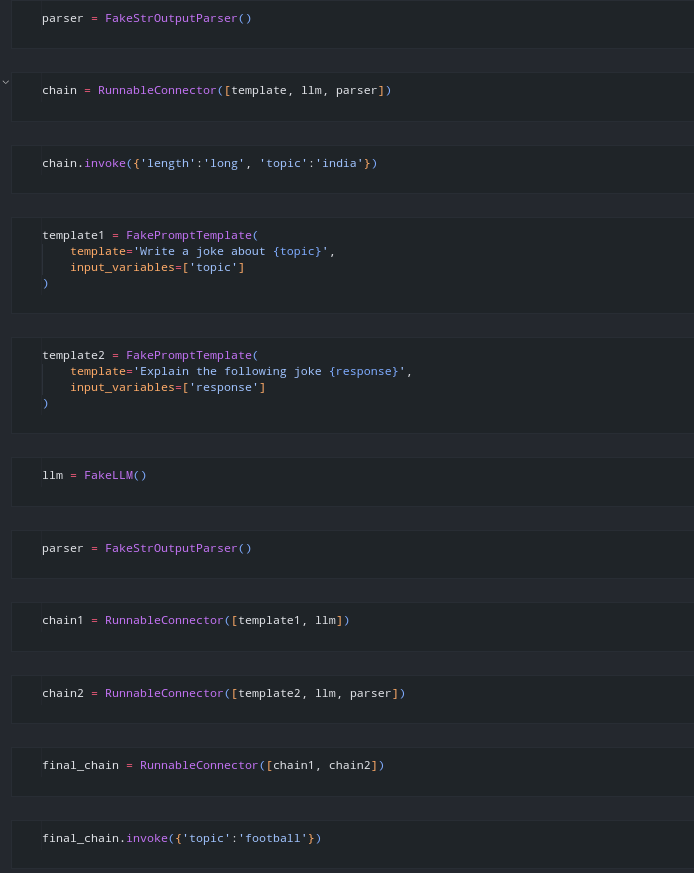 parser = FakeStrOutputParser()
chain = RunnableConnector([template, llm, parser])
chain.invoke({'length':'long', 'topic':'india'})
template1 = FakePromptTemplate(
    template='Write a joke about {topic}',
    input_variables=['topic']
)
template2 = FakePromptTemplate(
    template='Explain the following joke {response}',
    input_variables=['response']
)
llm = FakeLLM()
parser = FakeStrOutputParser()
chain1 = RunnableConnector([template1, llm])
chain2 = RunnableConnector([template2, llm, parser])
final_chain = RunnableConnector([chain1, chain2])
final_chain.invoke({'topic':'football'})